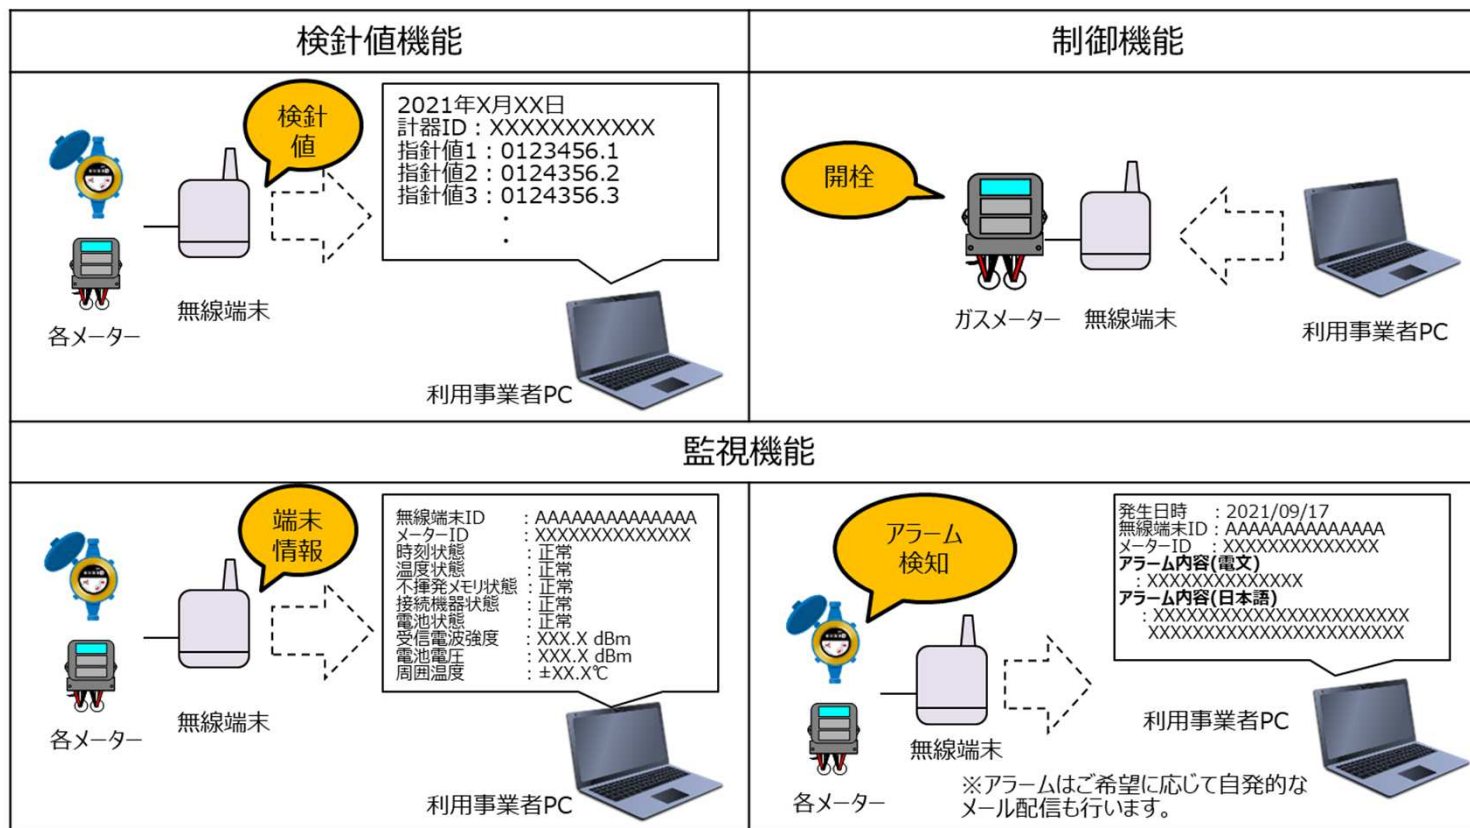 検針値機能
検針
値
2021年X月XX日
計器ID：XXXXXXXXXXX
指針値1：0123456.1
指針値2：0124356.2
指針値3：0124356.3
・
・
各メーター
無線端末
利用事業者PC
制御機能
開栓
ガスメーター
無線端末
利用事業者PC
監視機能
端末
情報
無線端末ID ：AAAAAAAAAAAAAA
メーターID ：XXXXXXXXXXXXXX
時刻状態 ：正常
温度状態 ：正常
不揮発メモリ状態：正常
接続機器状態 ：正常
電池状態 ：正常
受信電波強度 ：XXX.X dBm
電池電圧 ：XXX.X dBm
周囲温度 ：±XX.X℃
各メーター
無線端末
利用事業者PC
アラーム
検知
発生日時 ：2021/09/17
無線端末ID：AAAAAAAAAAAAAA
メーターID ：XXXXXXXXXXXXXX
アラーム内容(電文)
：XXXXXXXXXXXXXX
アラーム内容(日本語)
：XXXXXXXXXXXXXXXXXXXXXXX
XXXXXXXXXXXXXXXXXXXXXXX
各メーター
無線端末
利用事業者PC
※アラームはご希望に応じて自発的な
メール配信も行います。